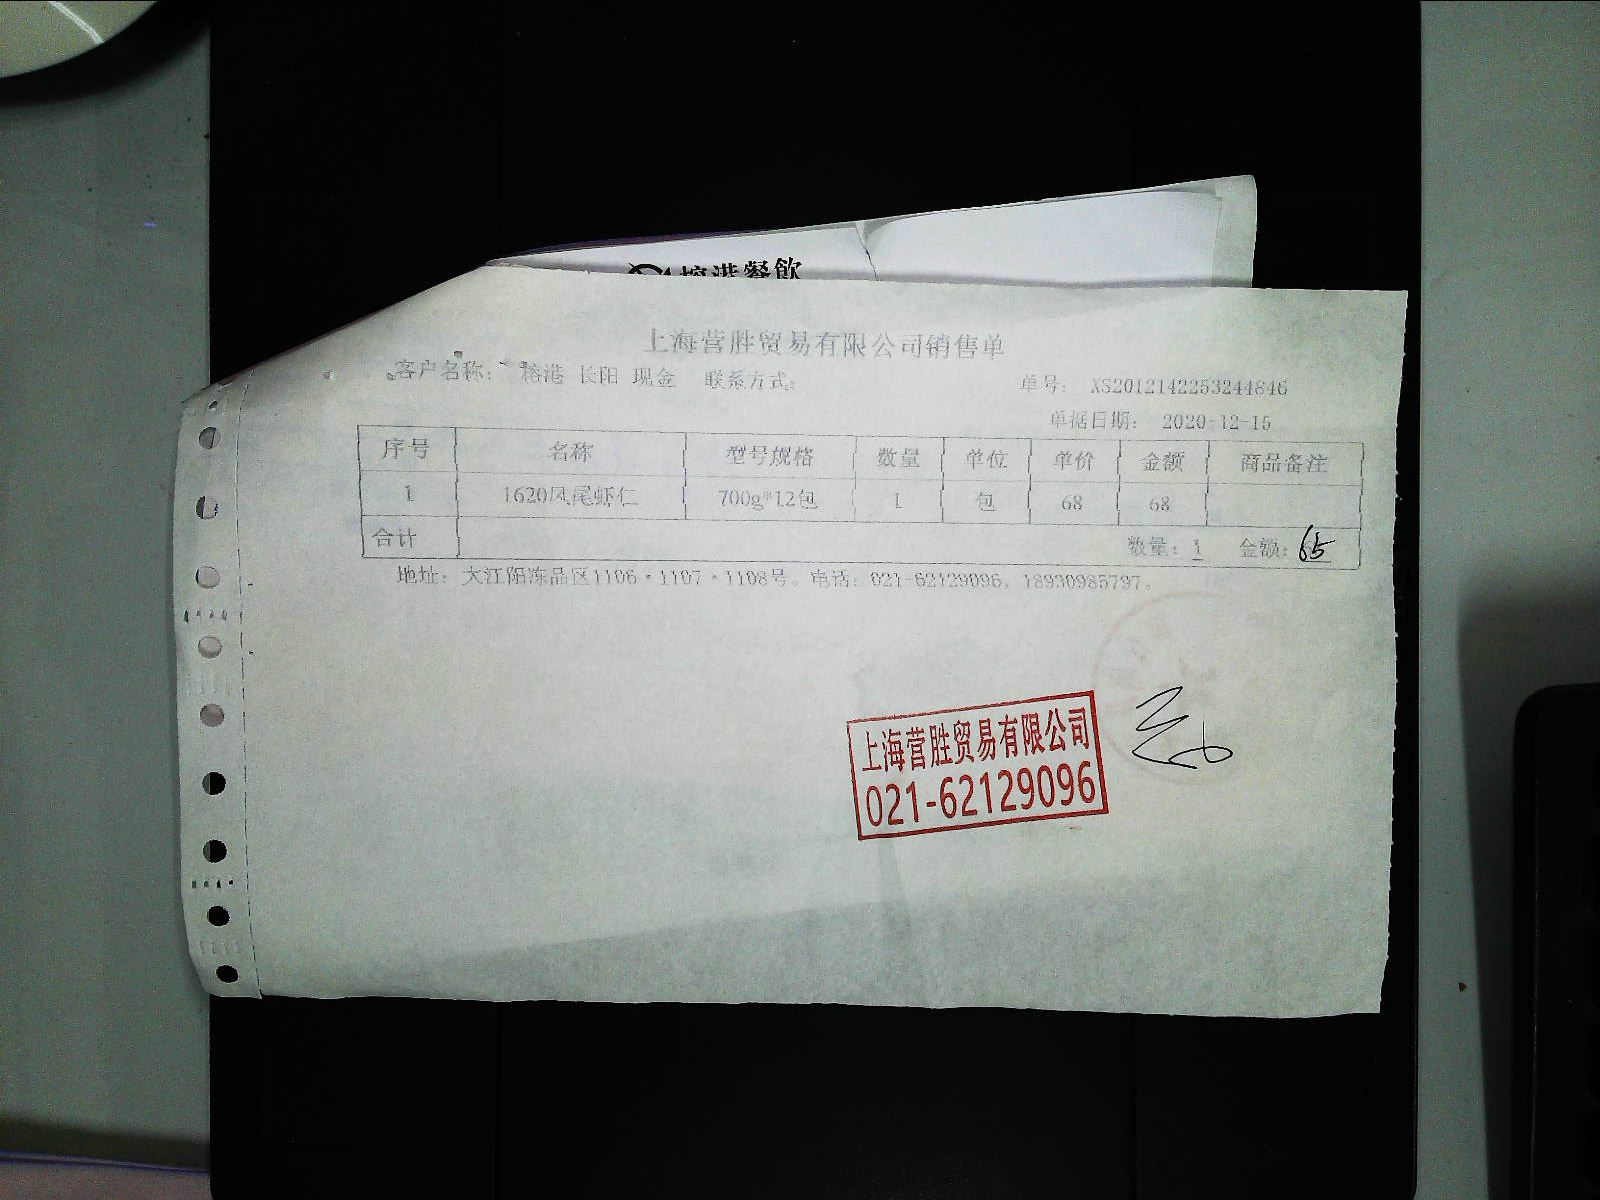 榕港餐飲
上海营胜贸易有限公司销售单
客户名称： 榕港 长阳 现金 联系方式：
单号： XS2012142253244846
单据日期： 2020-12-15
序号 名称 型号规格 数量 单位 单价 金额 商品备注
1 1620凤尾虾仁 700g*12包 1 包 68 68
合计 数量：1 金额：65
地址：大江阳冻品区1106·1107·1108号。电话：021-62129096、18930985797。
上海营胜贸易有限公司
021-62129096